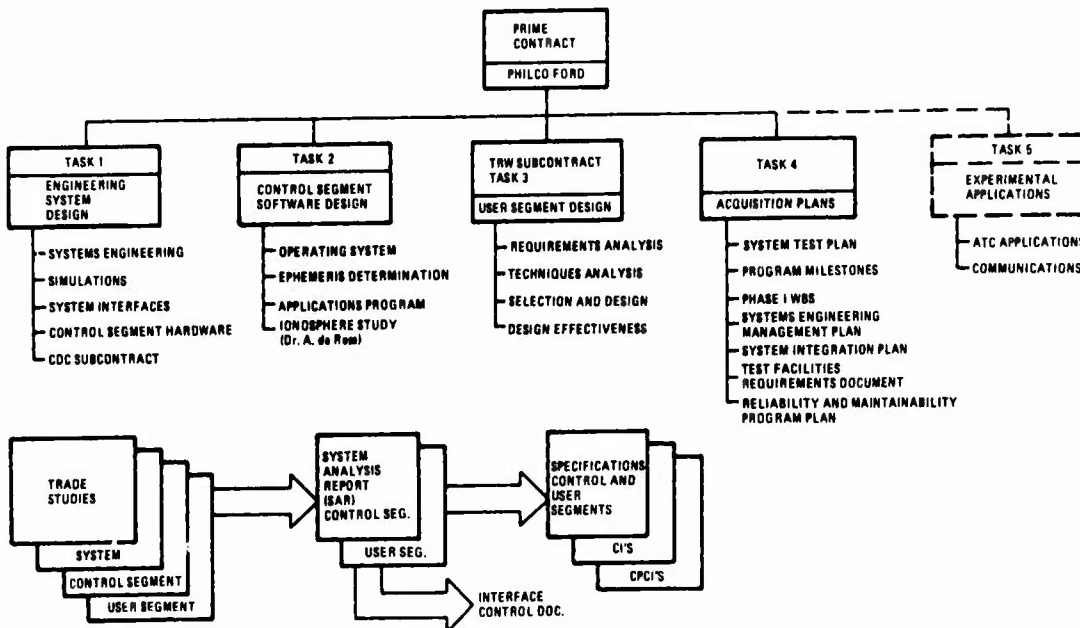 PRIME
CONTRACT
PHILCO FORD
TASK 1
ENGINEERING
SYSTEM
DESIGN
SYSTEMS ENGINEERING
SIMULATIONS
SYSTEM INTERFACES
CONTROL SEGMENT HARDWARE
CDC SUBCONTRACT
TASK 2
CONTROL SEGMENT
SOFTWARE DESIGN
OPERATING SYSTEM
EPHEMERIS DETERMINATION
APPLICATIONS PROGRAM
IONOSPHERE STUDY
(Dr. A. da Rosa)
TRW SUBCONTRACT
TASK 3
USER SEGMENT DESIGN
REQUIREMENTS ANALYSIS
TECHNIQUES ANALYSIS
SELECTION AND DESIGN
DESIGN EFFECTIVENESS
TASK 4
ACQUISITION PLANS
SYSTEM TEST PLAN
PROGRAM MILESTONES
PHASE I WBS
SYSTEMS ENGINEERING
MANAGEMENT PLAN
SYSTEM INTEGRATION PLAN
TEST FACILITIES
REQUIREMENTS DOCUMENT
RELIABILITY AND MAINTAINABILITY
PROGRAM PLAN
TASK 5
EXPERIMENTAL
APPLICATIONS
ATC APPLICATIONS
COMMUNICATIONS
TRADE
STUDIES
SYSTEM
CONTROL SEGMENT
USER SEGMENT
SYSTEM
ANALYSIS
REPORT
(SAR)
CONTROL SEG.
USER SEG.
INTERFACE
CONTROL DOC.
SPECIFICATIONS
CONTROL AND
USER
SEGMENTS
CI'S
CPCI'S